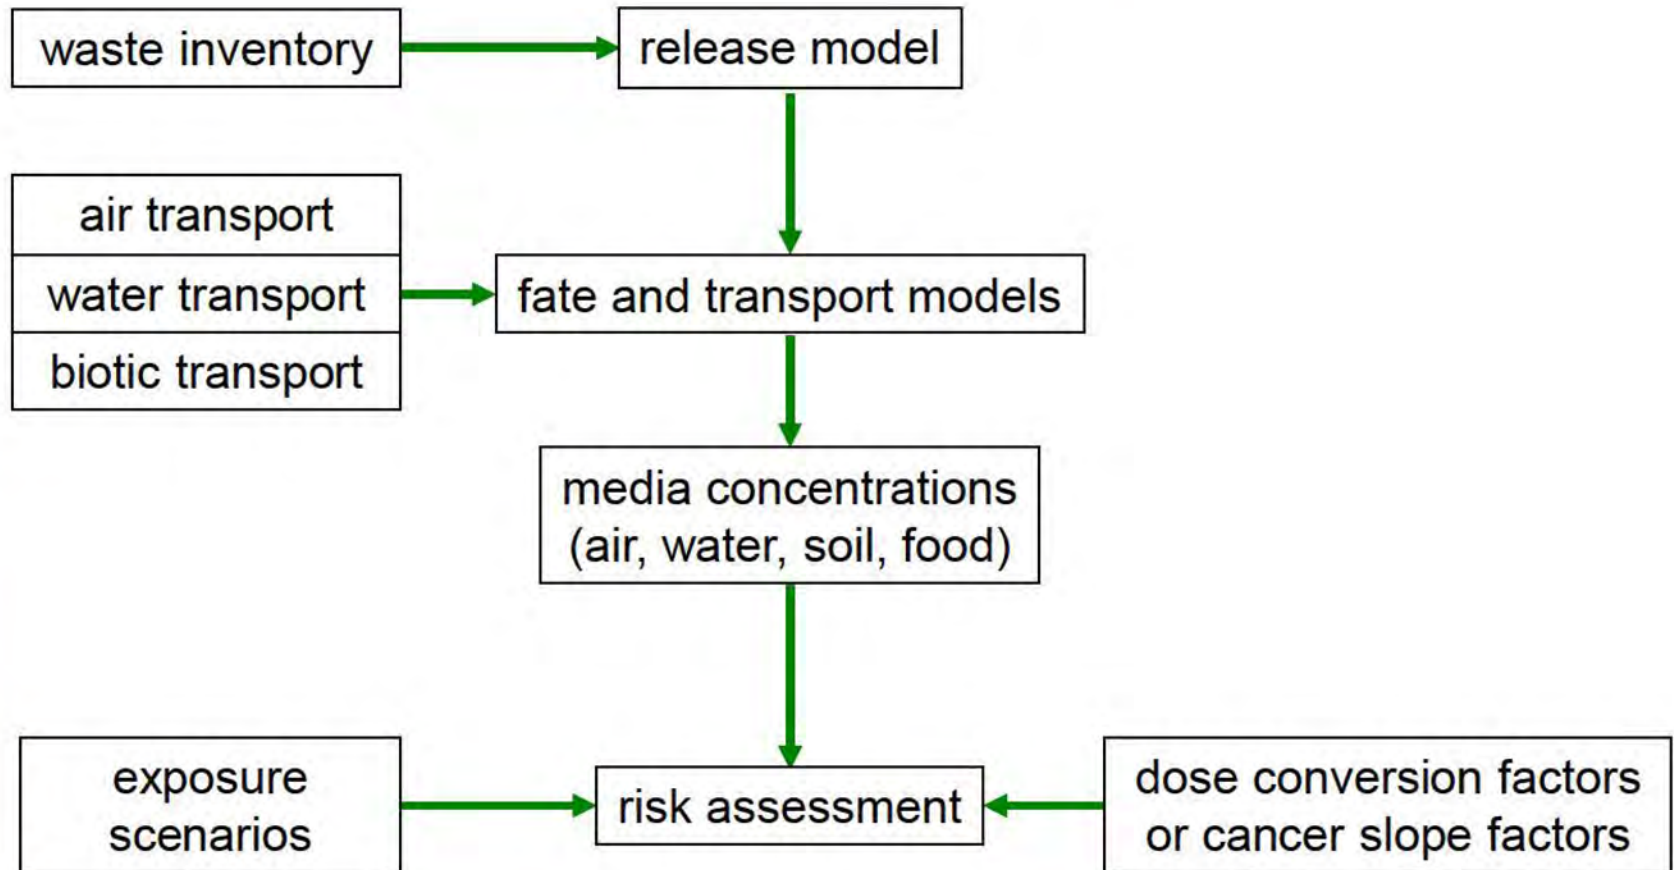 waste inventory
release model
air transport
water transport
biotic transport
fate and transport models
media concentrations
(air, water, soil, food)
exposure
scenarios
risk assessment
dose conversion factors
or cancer slope factors